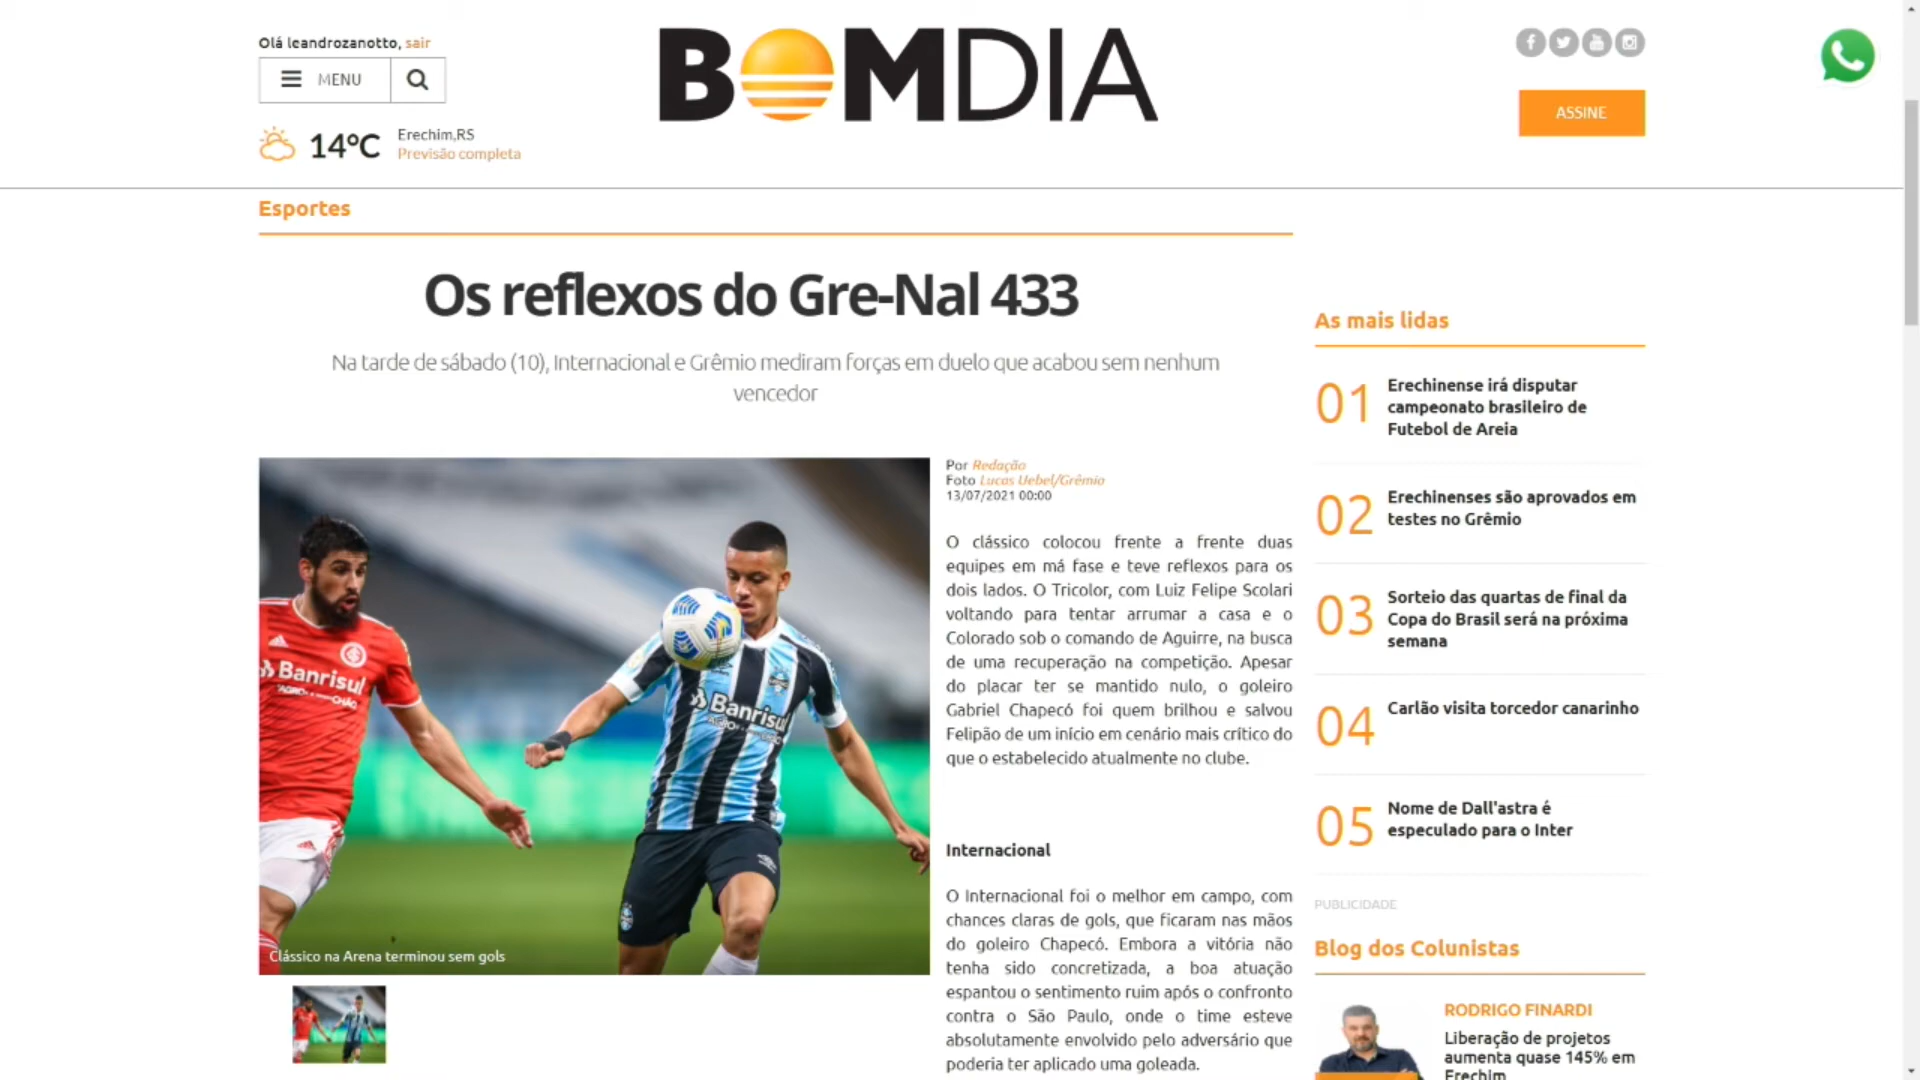 Olá leandrozanotto, sair
MENU
14ºC
Erechim,RS
Previsão completa
BOMDIA
ASSINE
Esportes
Os reflexos do Gre-Nal 433
Na tarde de sábado (10), Internacional e Grêmio mediram forças em duelo que acabou sem nenhum
vencedor
Banrisul
Banrisul
Clássico na Arena terminou sem gols
Por Redação
Foto Lucas Uebel/Grêmio
13/07/2021 00:00
O clássico colocou frente a frente duas
equipes em má fase e teve reflexos para os
dois lados. O Tricolor, com Luiz Felipe Scolari
voltando para tentar arrumar a casa e o
Colorado sob o comando de Aguirre, na busca
de uma recuperação na competição. Apesar
do placar ter se mantido nulo, o goleiro
Gabriel Chapecó foi quem brilhou e salvou
Felipão de um início em cenário mais crítico do
que o estabelecido atualmente no clube.
Internacional
O Internacional foi o melhor em campo, com
chances claras de gols, que ficaram nas mãos
do goleiro Chapecó. Embora a vitória não
tenha sido concretizada, a boa atuação
espantou o sentimento ruim após o confronto
contra o São Paulo, onde o time esteve
absolutamente envolvido pelo adversário que
poderia ter aplicado uma goleada.
As mais lidas
01
Erechinense irá disputar
campeonato brasileiro de
Futebol de Areia
02
Erechinenses são aprovados em
testes no Grêmio
03
Sorteio das quartas de final da
Copa do Brasil será na próxima
semana
04
Carlão visita torcedor canarinho
05
Nome de Dall'astra é
especulado para o Inter
PUBLICIDADE
Blog dos Colunistas
RODRIGO FINARDI
Liberação de projetos
aumenta quase 145% em
Erechim